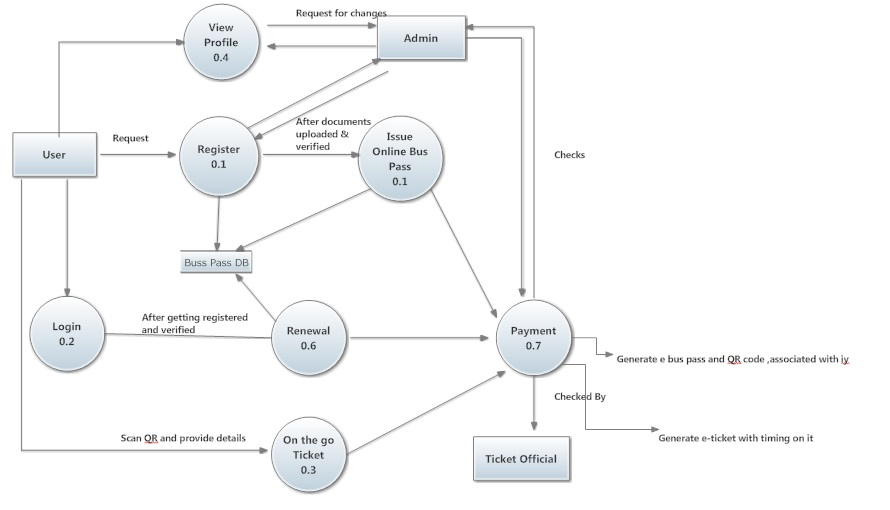 Request for changes
View
Profile
0.4
Admin
After documents
uploaded &
verified
Issue
Online Bus
Pass
0.1
Request
User
Register
0.1
Checks
Buss Pass DB
After getting registered
and verified
Login
0.2
Renewal
0.6
Payment
0.7
Generate e bus pass and QR code ,associated with iy
Checked By
Scan QR and provide details
On the go
Ticket
0.3
Generate e-ticket with timing on it
Ticket Official